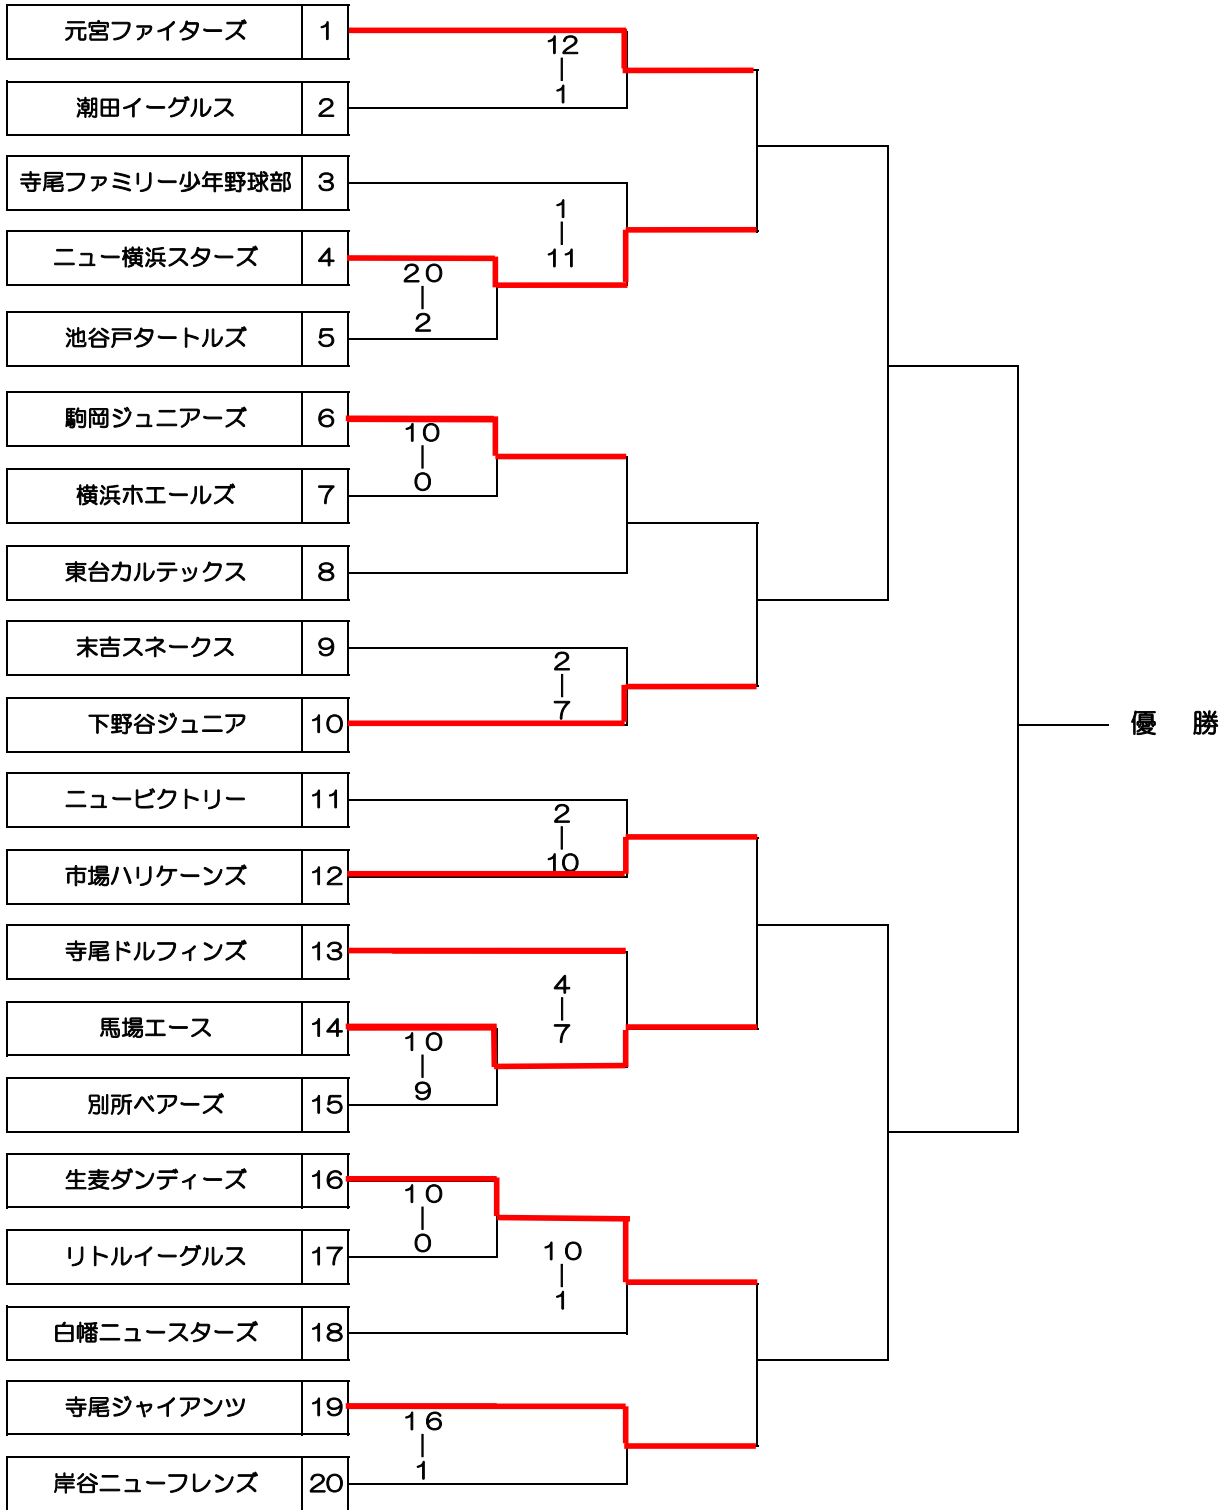 元宮ファイターズ 1
12
|
1
潮田イーグルス 2
寺尾ファミリー少年野球部 3
1
|
11
ニュー横浜スターズ 4
20
|
2
池谷戸タートルズ 5
駒岡ジュニアーズ 6
10
|
0
横浜ホエールズ 7
東台カルテックス 8
末吉スネークス 9
2
|
7
下野谷ジュニア 10
優　勝
ニュービクトリー 11
2
|
10
市場ハリケーンズ 12
寺尾ドルフィンズ 13
4
|
7
馬場エース 14
10
|
9
別所ベアーズ 15
生麦ダンディーズ 16
10
|
0
リトルイーグルス 17
10
|
1
白幡ニュースターズ 18
寺尾ジャイアンツ 19
16
|
1
岸谷ニューフレンズ 20